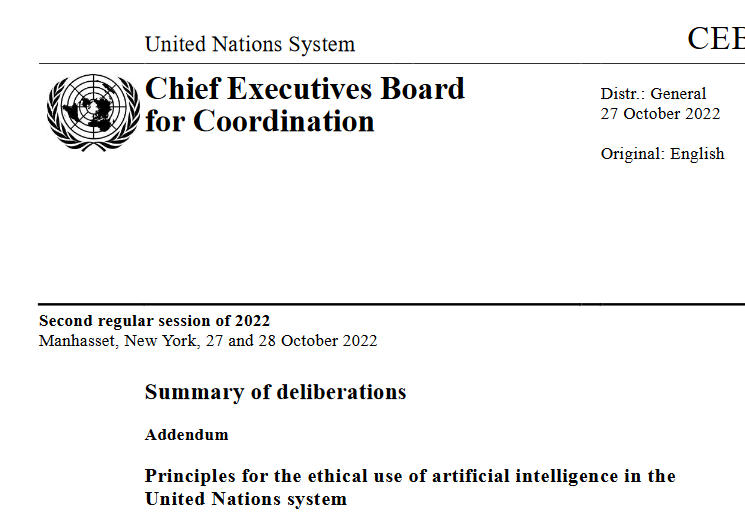 United Nations System
CEB
Chief Executives Board
for Coordination
Distr.: General
27 October 2022
Original: English
Second regular session of 2022
Manhasset, New York, 27 and 28 October 2022
Summary of deliberations
Addendum
Principles for the ethical use of artificial intelligence in the
United Nations system